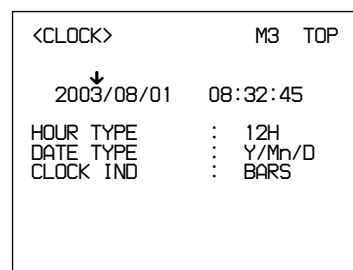 <CLOCK> M3 TOP
2003/08/01 08:32:45
HOUR TYPE : 12H
DATE TYPE : Y/Mn/D
CLOCK IND : BARS